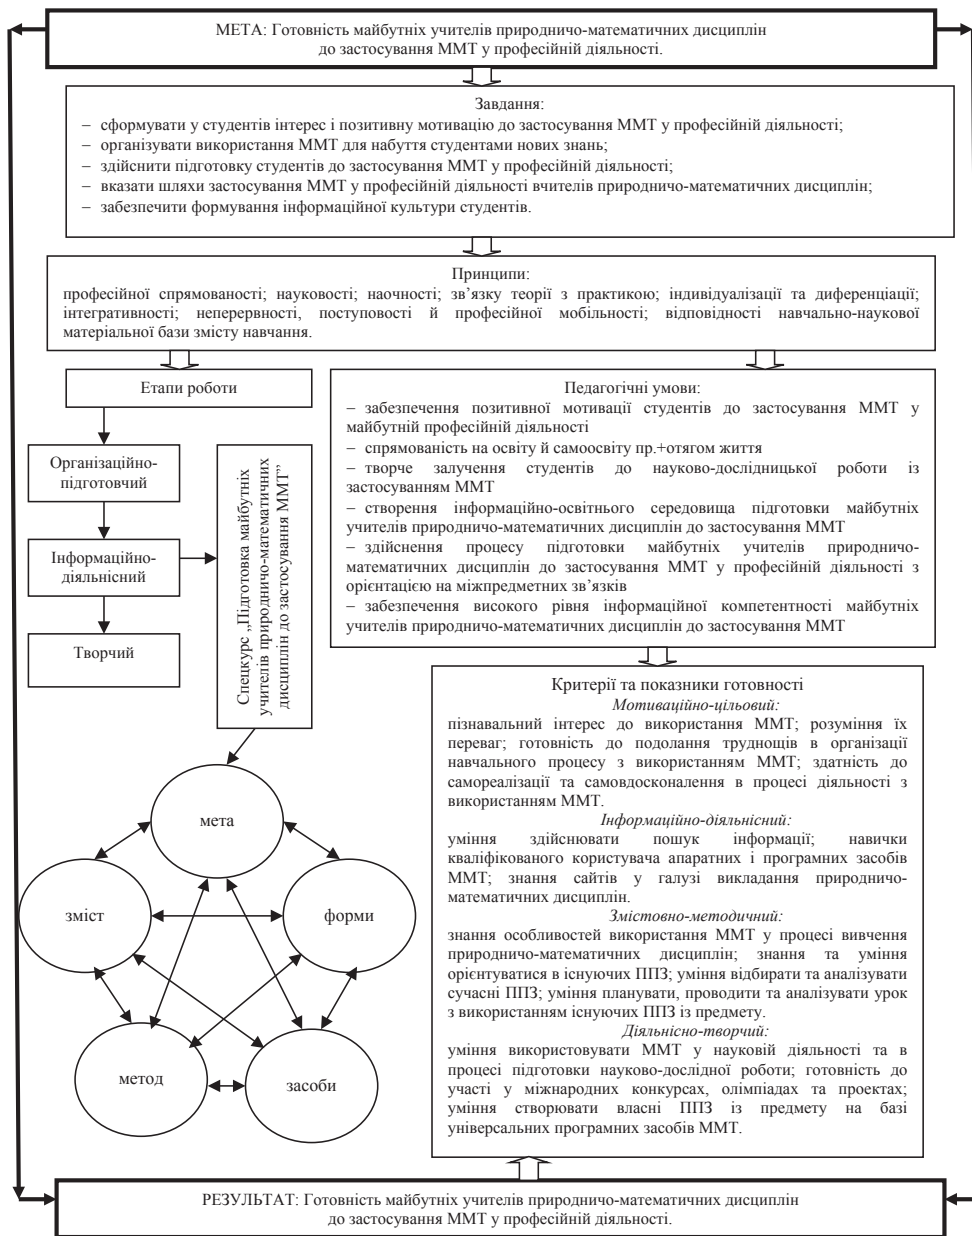 МЕТА: Готовність майбутніх учителів природничо-математичних дисциплін
до застосування ММТ у професійній діяльності.
Завдання:
– сформувати у студентів інтерес і позитивну мотивацію до застосування ММТ у професійній діяльності;
– організувати використання ММТ для набуття студентами нових знань;
– здійснити підготовку студентів до застосування ММТ у професійній діяльності;
– вказати шляхи застосування ММТ у професійній діяльності вчителів природничо-математичних дисциплін;
– забезпечити формування інформаційної культури студентів.
Принципи:
професійної спрямованості; науковості; наочності; зв’язку теорії з практикою; індивідуалізації та диференціації;
інтегративності; неперервності, поступовості й професійної мобільності; відповідності навчально-наукової
матеріальної бази змісту навчання.
Етапи роботи
Організаційно-
підготовчий
Інформаційно-
діяльнісний
Творчий
Спецкурс „Підготовка майбутніх
учителів природничо-математичних
дисциплін до застосування ММТ”
мета
зміст
форми
метод
засоби
Педагогічні умови:
– забезпечення позитивної мотивації студентів до застосування ММТ у
майбутній професійній діяльності
– спрямованість на освіту й самоосвіту пр.+отягом життя
– творче залучення студентів до науково-дослідницької роботи із
застосуванням ММТ
– створення інформаційно-освітнього середовища підготовки майбутніх
учителів природничо-математичних дисциплін до застосування ММТ
– здійснення процесу підготовки майбутніх учителів природничо-
математичних дисциплін до застосування ММТ у професійній діяльності з
орієнтацією на міжпредметних зв’язків
– забезпечення високого рівня інформаційної компетентності майбутніх
учителів природничо-математичних дисциплін до застосування ММТ
Критерії та показники готовності
Мотиваційно-цільовий:
пізнавальний інтерес до використання ММТ; розуміння їх
переваг; готовність до подолання труднощів в організації
навчального процесу з використанням ММТ; здатність до
самореалізації та самовдосконалення в процесі діяльності з
використанням ММТ.
Інформаційно-діяльнісний:
уміння здійснювати пошук інформації; навички
кваліфікованого користувача апаратних і програмних засобів
ММТ; знання сайтів у галузі викладання природничо-
математичних дисциплін.
Змістовно-методичний:
знання особливостей використання ММТ у процесі вивчення
природничо-математичних дисциплін; знання та уміння
орієнтуватися в існуючих ППЗ; уміння відбирати та аналізувати
сучасні ППЗ; уміння планувати, проводити та аналізувати урок
з використанням існуючих ППЗ із предмету.
Діяльнісно-творчий:
уміння використовувати ММТ у науковій діяльності та в
процесі підготовки науково-дослідної роботи; готовність до
участі у міжнародних конкурсах, олімпіадах та проектах;
уміння створювати власні ППЗ із предмету на базі
універсальних програмних засобів ММТ.
РЕЗУЛЬТАТ: Готовність майбутніх учителів природничо-математичних дисциплін
до застосування ММТ у професійній діяльності.